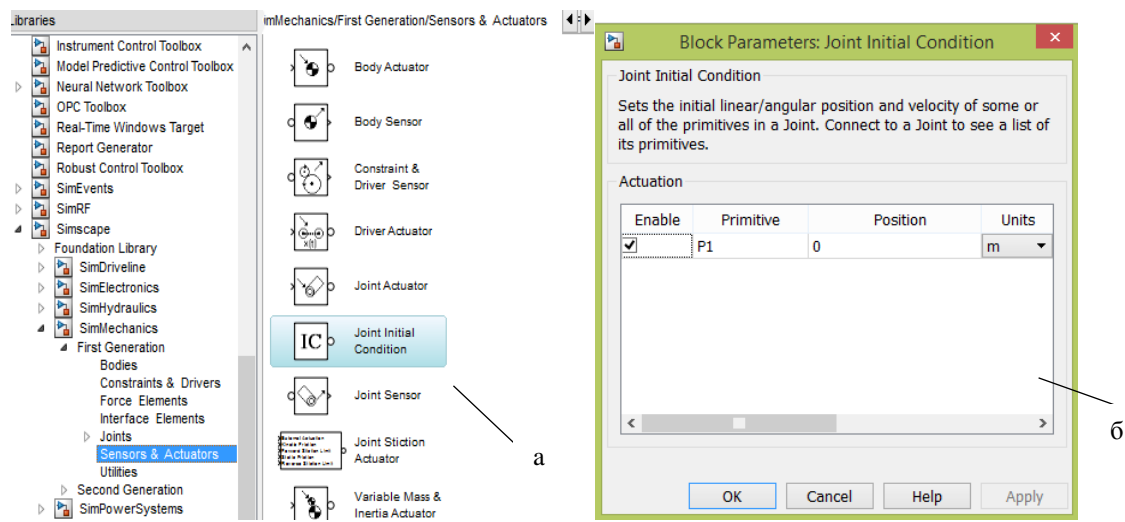 Libraries
imMechanics/First Generation/Sensors & Actuators
Instrument Control Toolbox
Model Predictive Control Toolbox
Neural Network Toolbox
OPC Toolbox
Real-Time Windows Target
Report Generator
Robust Control Toolbox
SimEvents
SimRF
Simscape
Foundation Library
SimDriveline
SimElectronics
SimHydraulics
SimMechanics
First Generation
Bodies
Constraints & Drivers
Force Elements
Interface Elements
Joints
Sensors & Actuators
Utilities
Second Generation
SimPowerSystems
Body Actuator
Body Sensor
Constraint &
Driver Sensor
x(t)
Driver Actuator
Joint Actuator
IC
Joint Initial
Condition
Joint Sensor
Joint Stiction
Actuator
Variable Mass &
Inertia Actuator
а
Block Parameters: Joint Initial Condition
Joint Initial Condition
Sets the initial linear/angular position and velocity of some or
all of the primitives in a Joint. Connect to a Joint to see a list of
its primitives.
Actuation
Enable Primitive Position Units
P1 0 m
OK Cancel Help Apply
б